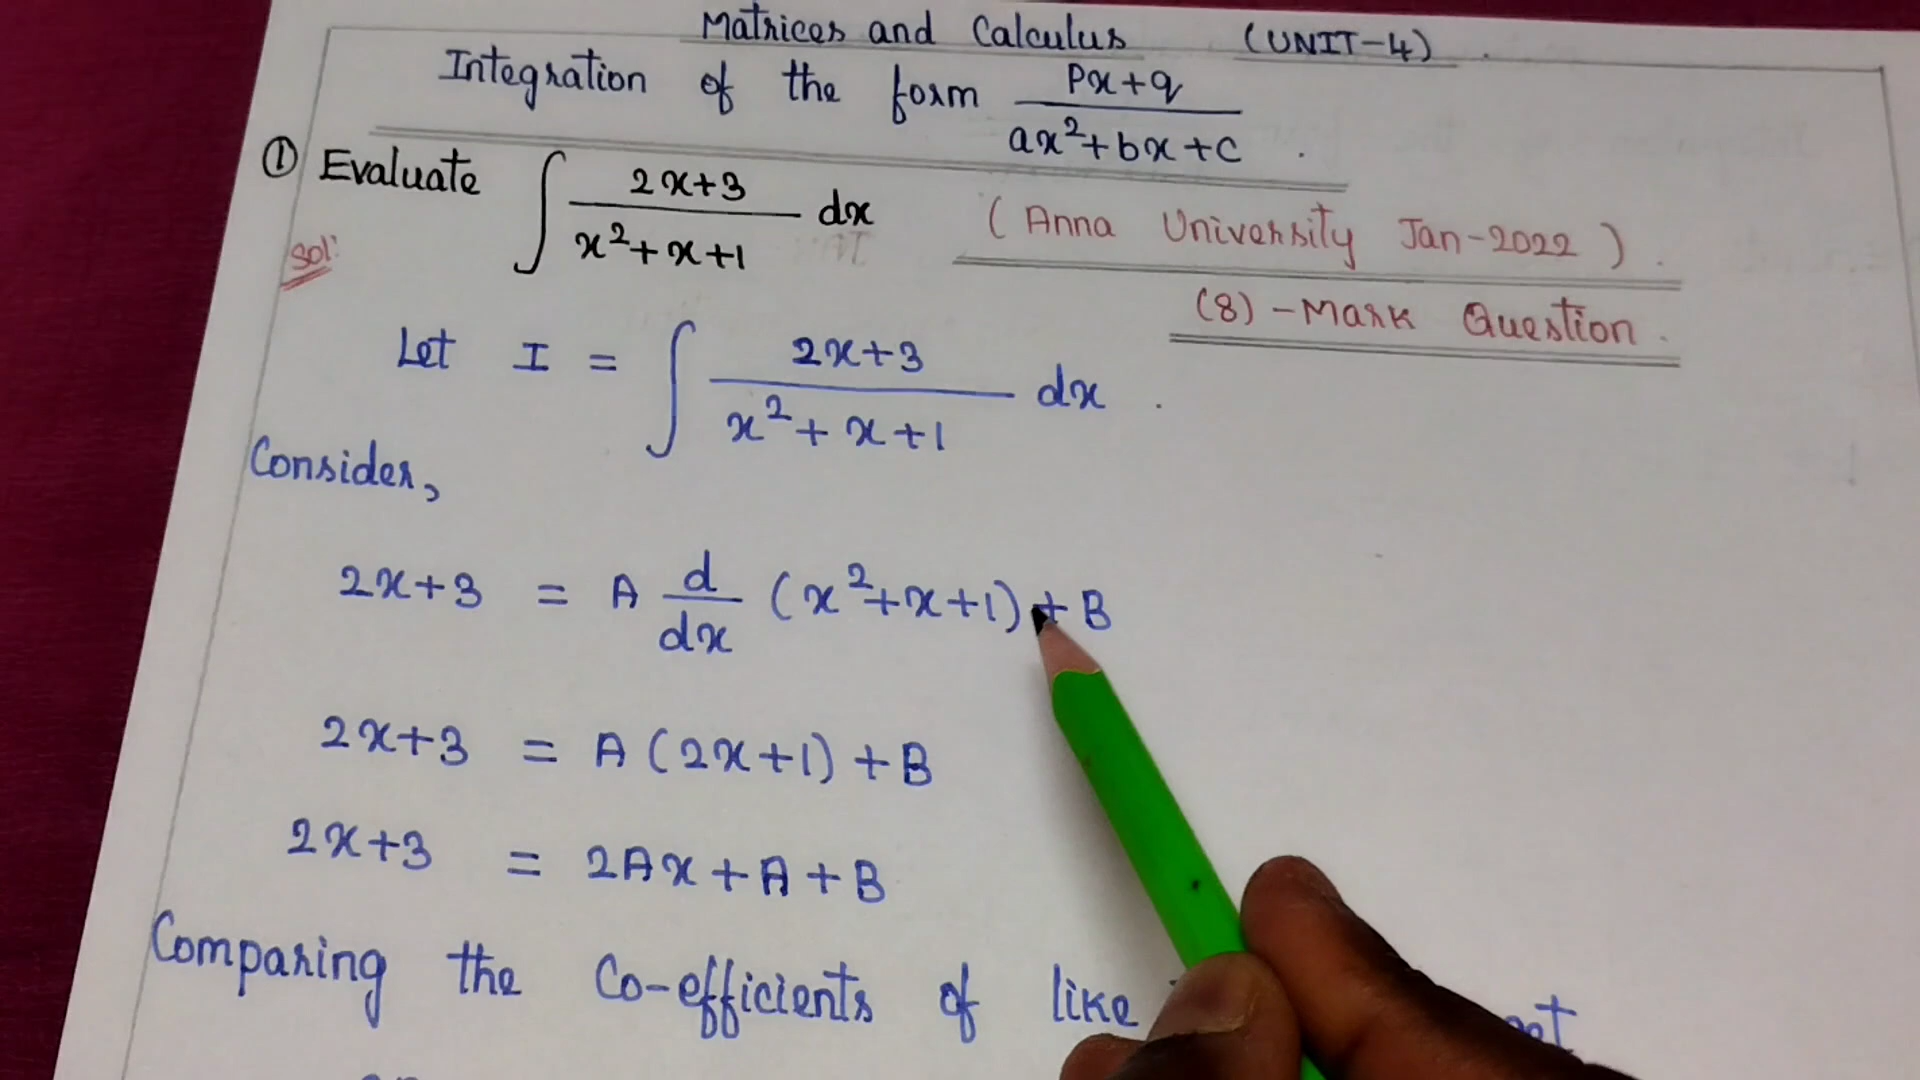 Matrices and Calculus (UNIT-4).
Integration of the form Px+q / ax²+bx+c .
① Evaluate ∫ 2x+3 / x²+x+1 dx (Anna University Jan-2022).
Sol: (8)-Mark Question.
Let I = ∫ 2x+3 / x²+x+1 dx .
Consider,
2x+3 = A d/dx (x²+x+1)+B
2x+3 = A(2x+1)+B
2x+3 = 2Ax+A+B
Comparing the Co-efficients of like